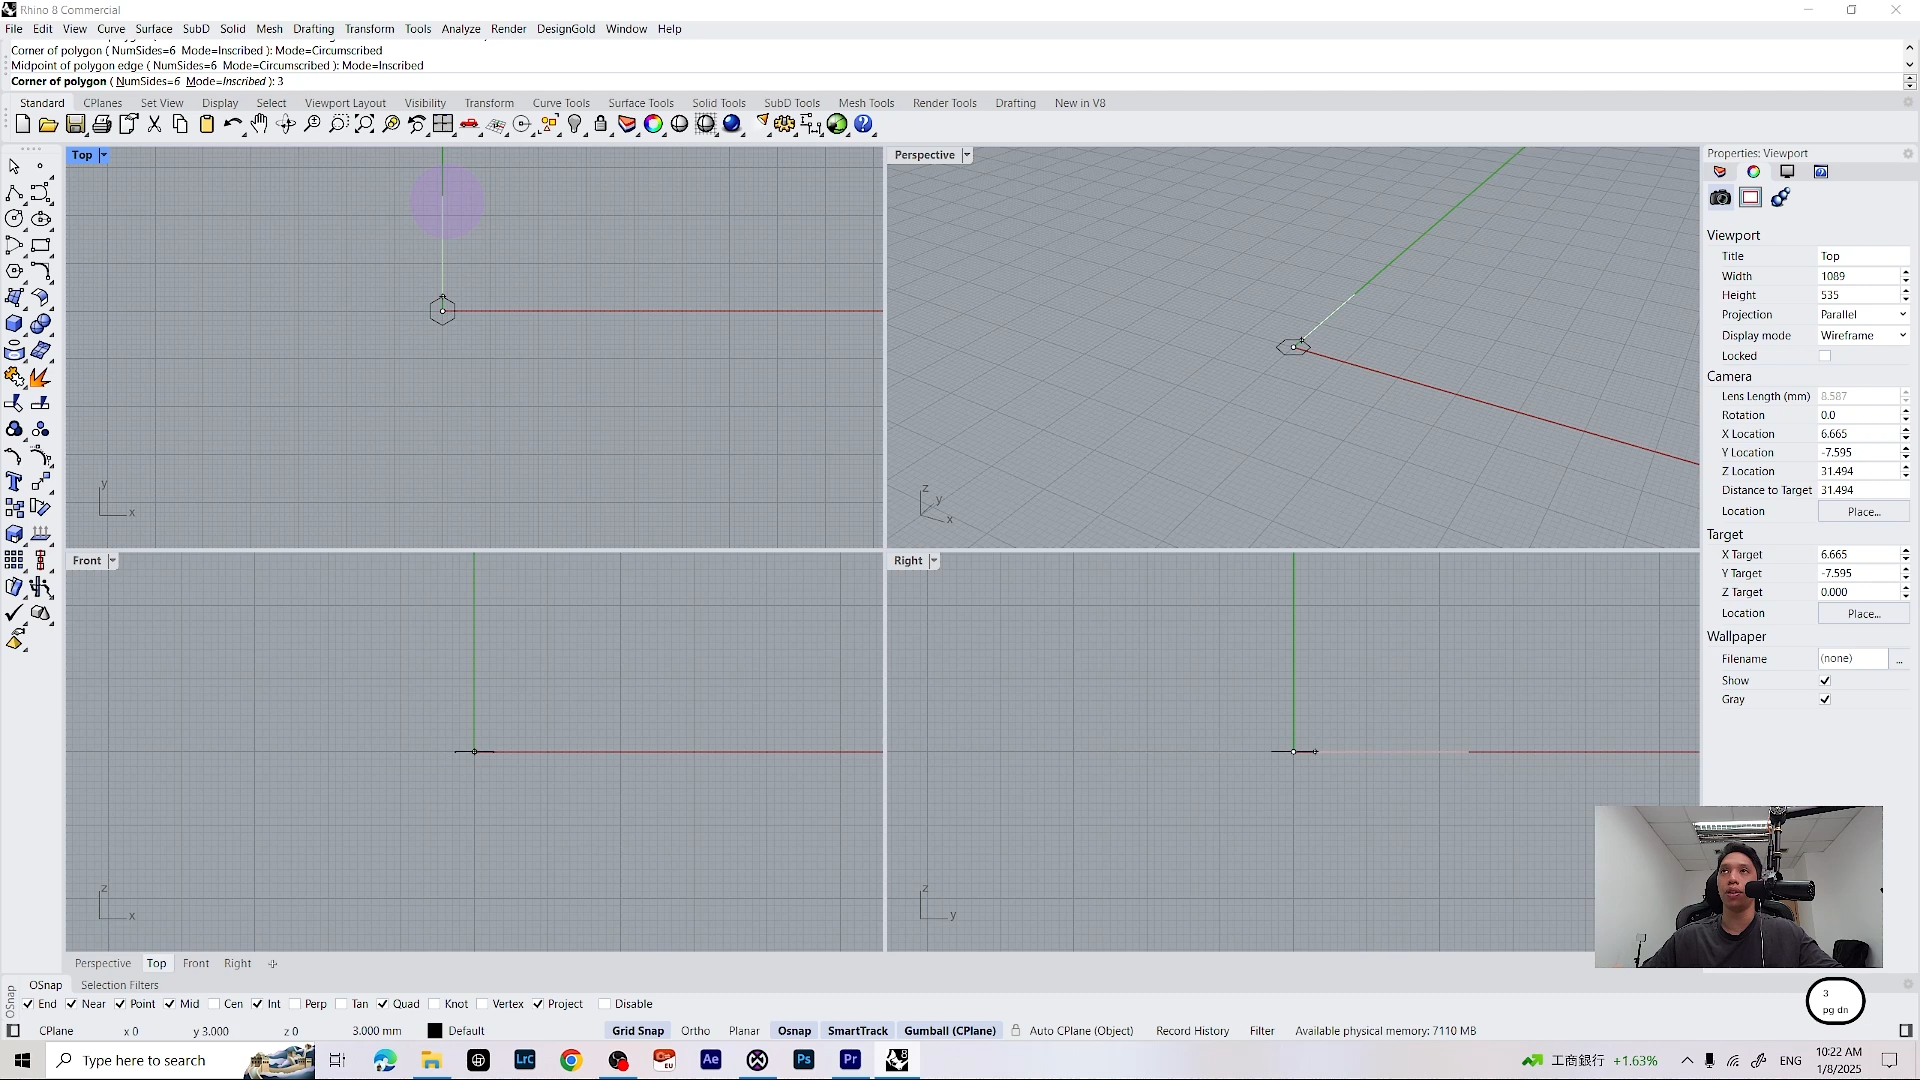 Rhino 8 Commercial
File Edit View Curve Surface SubD Solid Mesh Drafting Transform Tools Analyze Render DesignGold Window Help
Corner of polygon ( NumSides=6 Mode=Inscribed ): Mode=Circumscribed
Midpoint of polygon edge ( NumSides=6 Mode=Circumscribed ): Mode=Inscribed
Corner of polygon ( NumSides=6 Mode=Inscribed ): 3
Standard CPlanes Set View Display Select Viewport Layout Visibility Transform Curve Tools Surface Tools Solid Tools SubD Tools Mesh Tools Render Tools Drafting New in V8
Top
Perspective
Properties: Viewport
Viewport
Title Top
Width 1089
Height 535
Projection Parallel
Display mode Wireframe
Locked
Camera
Lens Length (mm) 8.587
Rotation 0.0
X Location 6.665
Y Location -7.595
Z Location 31.494
Distance to Target 31.494
Location Place...
Target
X Target 6.665
Y Target -7.595
Z Target 0.000
Location Place...
Wallpaper
Filename (none) ...
Show
Gray
y
x
z
y
x
Front
Right
z
x
z
y
Perspective Top Front Right
OSnap Selection Filters
OSnap
End Near Point Mid Cen Int Perp Tan Quad Knot Vertex Project Disable
3
pg dn
CPlane x 0 y 3.000 z 0 3.000 mm Default Grid Snap Ortho Planar Osnap SmartTrack Gumball (CPlane) Auto CPlane (Object) Record History Filter Available physical memory: 7110 MB
Type here to search
LrC
EU
Ae
Ps
Pr
8
工商銀行 +1.63%
ENG
10:22 AM
1/8/2025